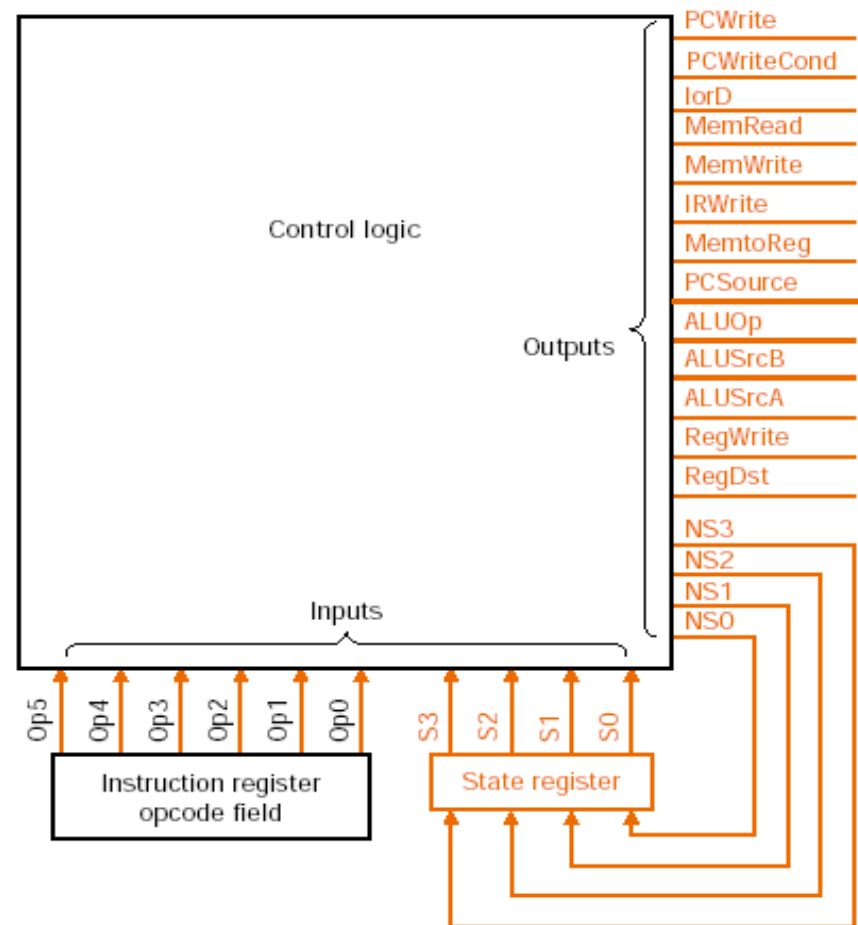 PCWrite
PCWriteCond
IorD
MemRead
MemWrite
IRWrite
MemtoReg
PCSource
ALUOp
ALUSrcB
ALUSrcA
RegWrite
RegDst
NS3
NS2
NS1
NS0
Control logic
Outputs
Inputs
Op5
Op4
Op3
Op2
Op1
Op0
S3
S2
S1
S0
Instruction register
opcode field
State register